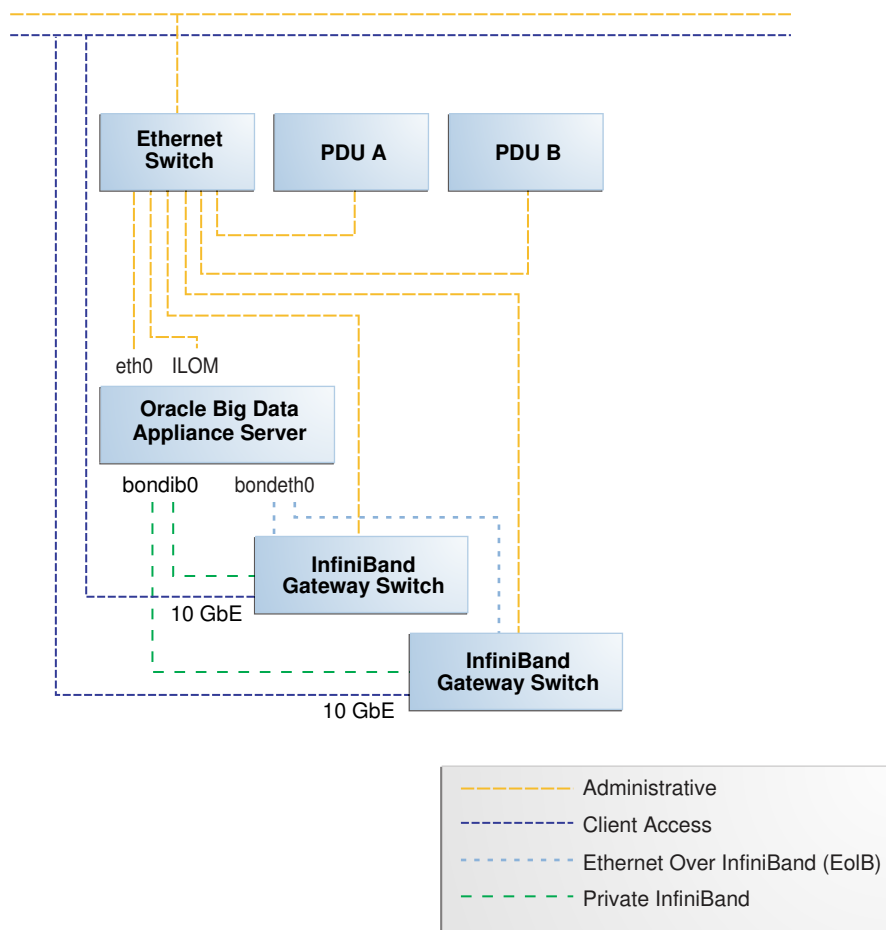 Ethernet
Switch
PDU A
PDU B
eth0
ILOM
Oracle Big Data
Appliance Server
bondib0
bondeth0
InfiniBand
Gateway Switch
10 GbE
InfiniBand
Gateway Switch
10 GbE
Administrative
Client Access
Ethernet Over InfiniBand (EoIB)
Private InfiniBand